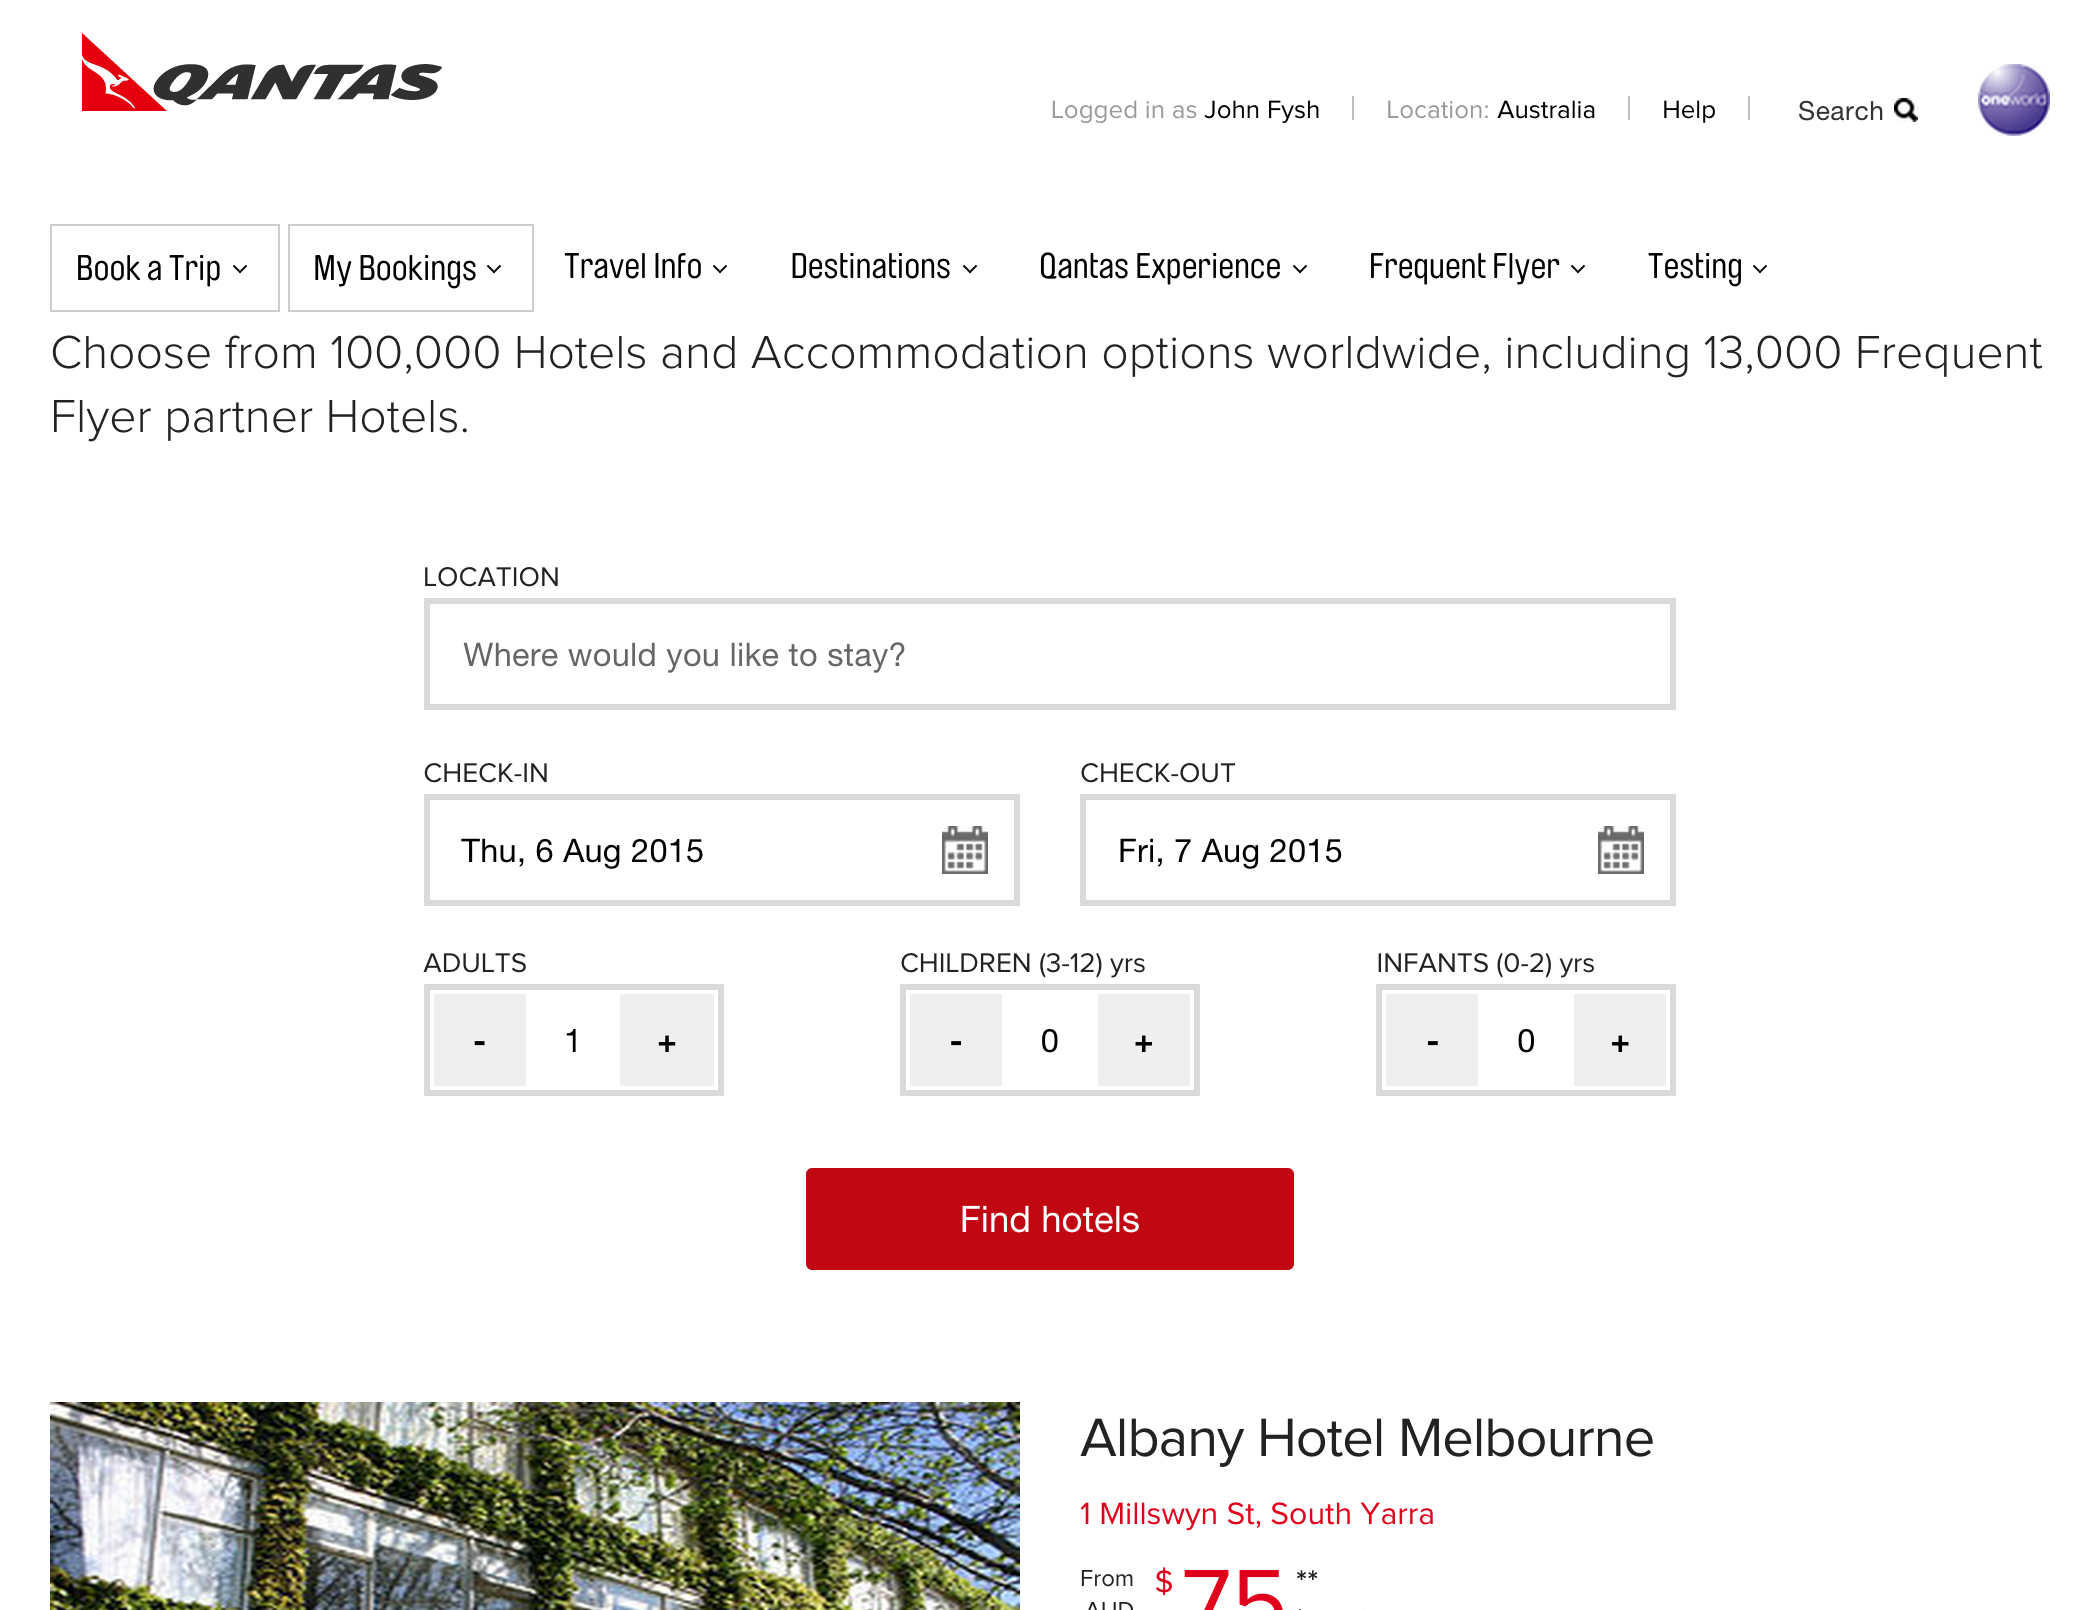 QANTAS
Logged in as John Fysh
Location: Australia
Help
Search
oneworld
Book a Trip
My Bookings
Travel Info
Destinations
Qantas Experience
Frequent Flyer
Testing
Choose from 100,000 Hotels and Accommodation options worldwide, including 13,000 Frequent
Flyer partner Hotels.
LOCATION
Where would you like to stay?
CHECK-IN
CHECK-OUT
Thu, 6 Aug 2015
Fri, 7 Aug 2015
ADULTS
CHILDREN (3-12) yrs
INFANTS (0-2) yrs
- 1 +
- 0 +
- 0 +
Find hotels
Albany Hotel Melbourne
1 Millswyn St, South Yarra
From $75**
AUD